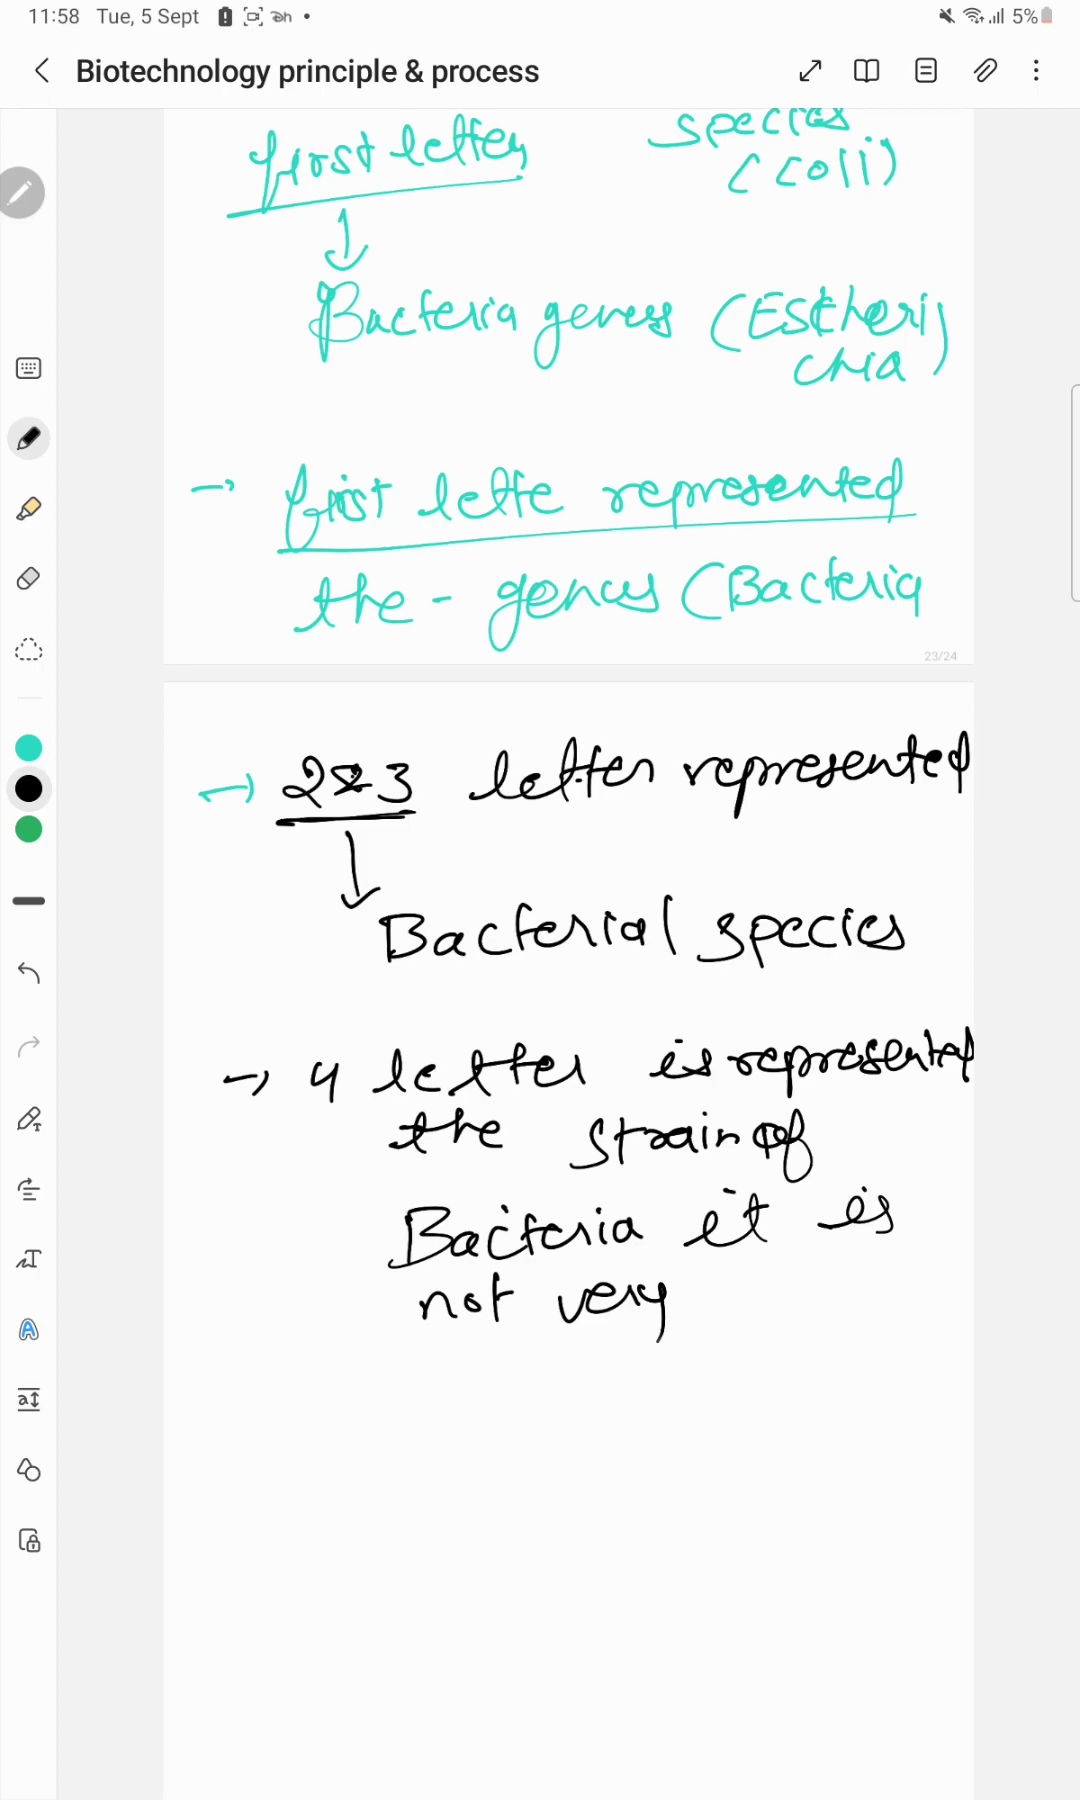 11:58 Tue, 5 Sept 5%
Biotechnology principle & process
first letter species
(coli)
Bacteria genes (Estheri
chia)
→ first lette represented
the - genus (Bacteria
23/24
→ 2&3 letter represented
Bacterial species
→ 4 letter is represented
the strain of
Bacteria it is
not very